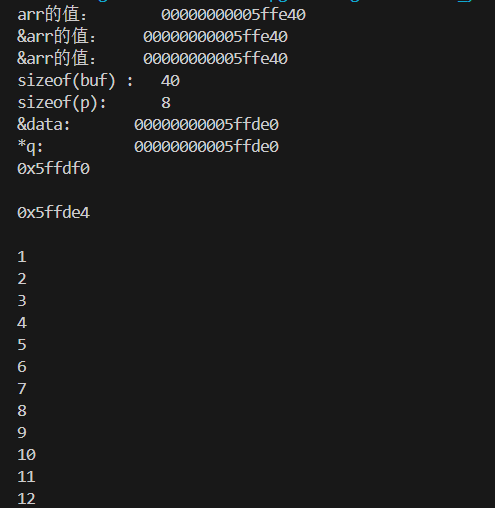 arr的值：	00000000005ffe40
&arr的值：	00000000005ffe40
&arr的值：	00000000005ffe40
sizeof(buf) :	40
sizeof(p):	8
&data:	00000000005ffde0
*q:	00000000005ffde0
0x5ffdf0
0x5ffde4
1
2
3
4
5
6
7
8
9
10
11
12